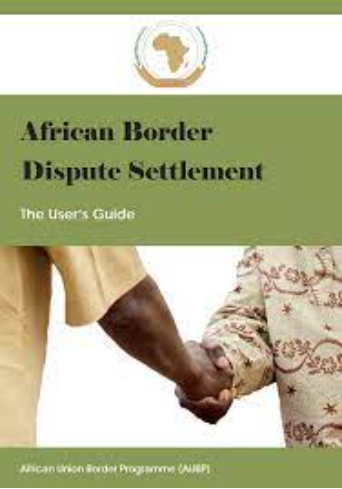 African Border
Dispute Settlement
The User's Guide
African Union Border Programme (AUBP)